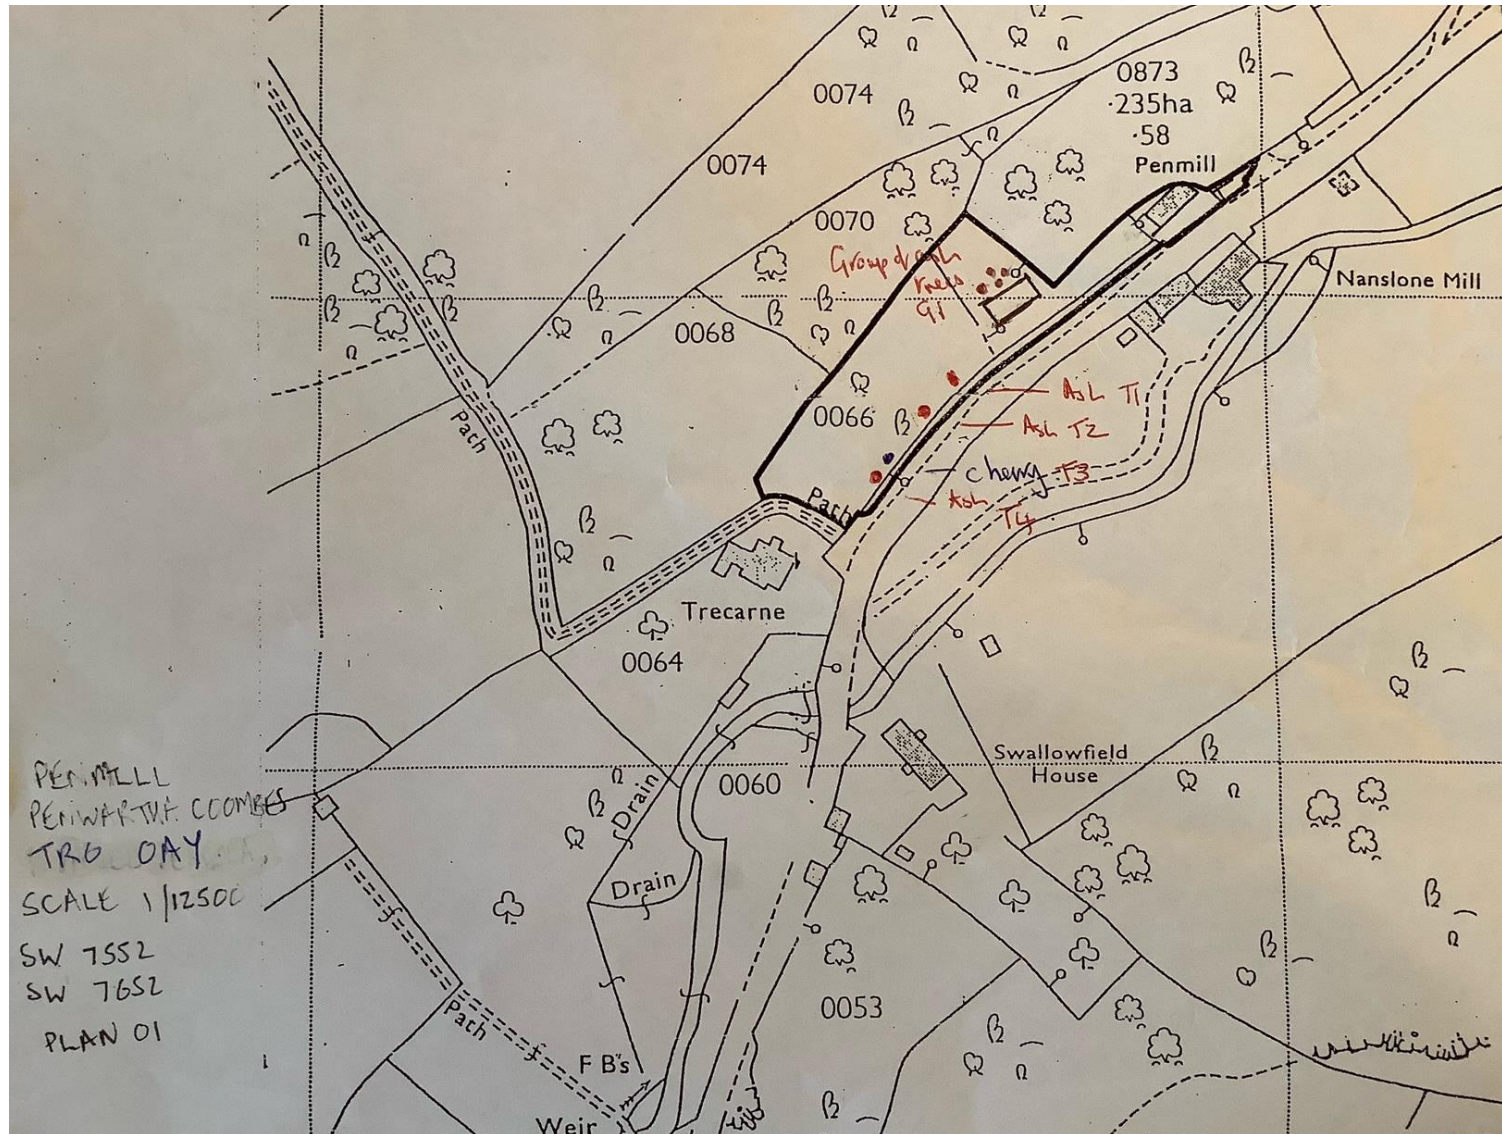 0873
0074
·235ha
·58
0074
Penmill
0070
Group of ash
trees
G1
Nanslone Mill
0068
Ash T1
0066
Ash T2
Path
cherry T3
Path
Ash
T4
Trecarne
0064
Swallowfield
House
0060
Drain
Drain
PENMILL
PENWARTHA COOMBES
TR6 0AY
SCALE 1/12500
SW 7552
SW 7652
PLAN 01
0053
Path
F B's
Weir